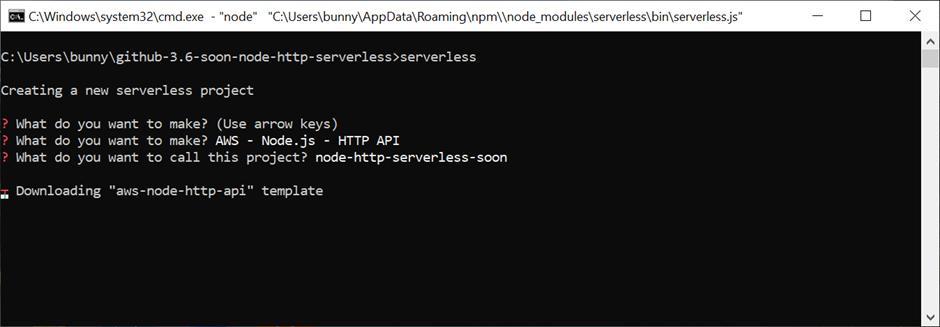 C:\Windows\system32\cmd.exe - "node" "C:\Users\bunny\AppData\Roaming\npm\\node_modules\serverless\bin\serverless.js"
C:\Users\bunny\github-3.6-soon-node-http-serverless>serverless
Creating a new serverless project
? What do you want to make? (Use arrow keys)
? What do you want to make? AWS - Node.js - HTTP API
? What do you want to call this project? node-http-serverless-soon
Downloading "aws-node-http-api" template